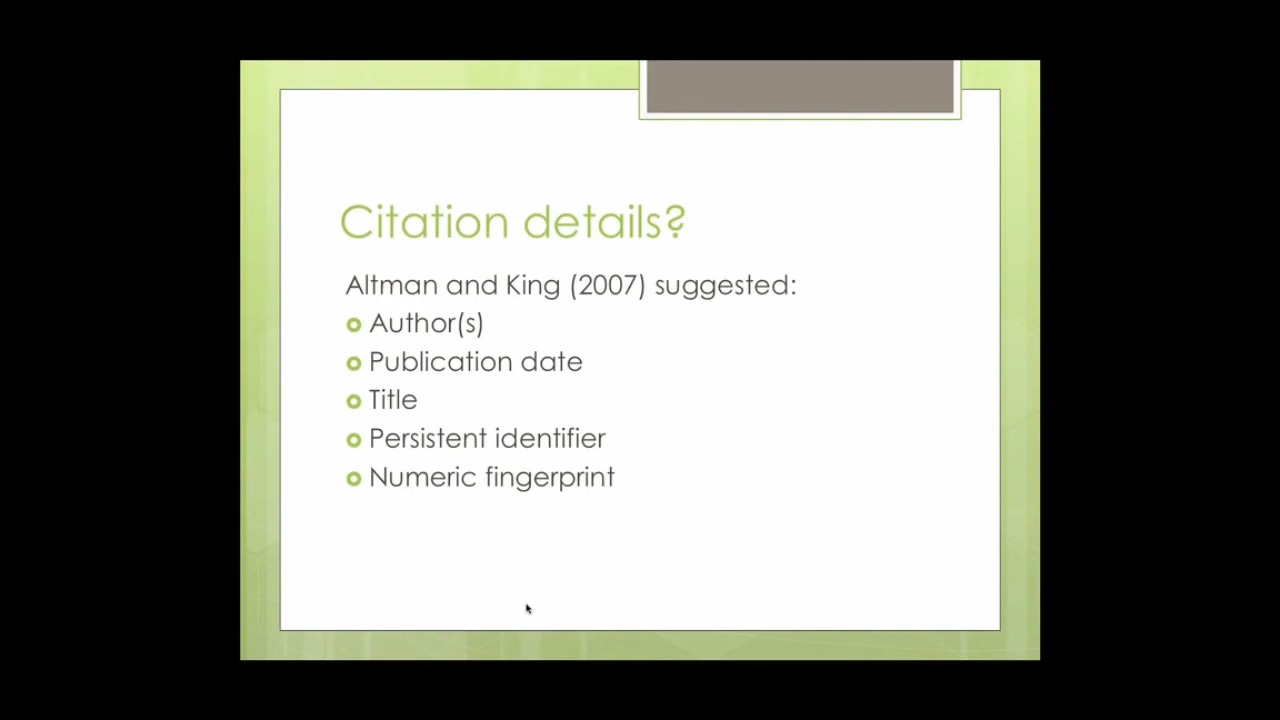 Citation details?
Altman and King (2007) suggested:
Author(s)
Publication date
Title
Persistent identifier
Numeric fingerprint